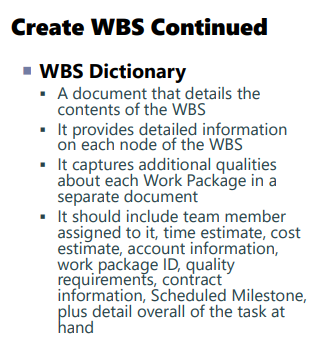 Create WBS Continued
WBS Dictionary
A document that details the
contents of the WBS
It provides detailed information
on each node of the WBS
It captures additional qualities
about each Work Package in a
separate document
It should include team member
assigned to it, time estimate, cost
estimate, account information,
work package ID, quality
requirements, contract
information, Scheduled Milestone,
plus detail overall of the task at
hand